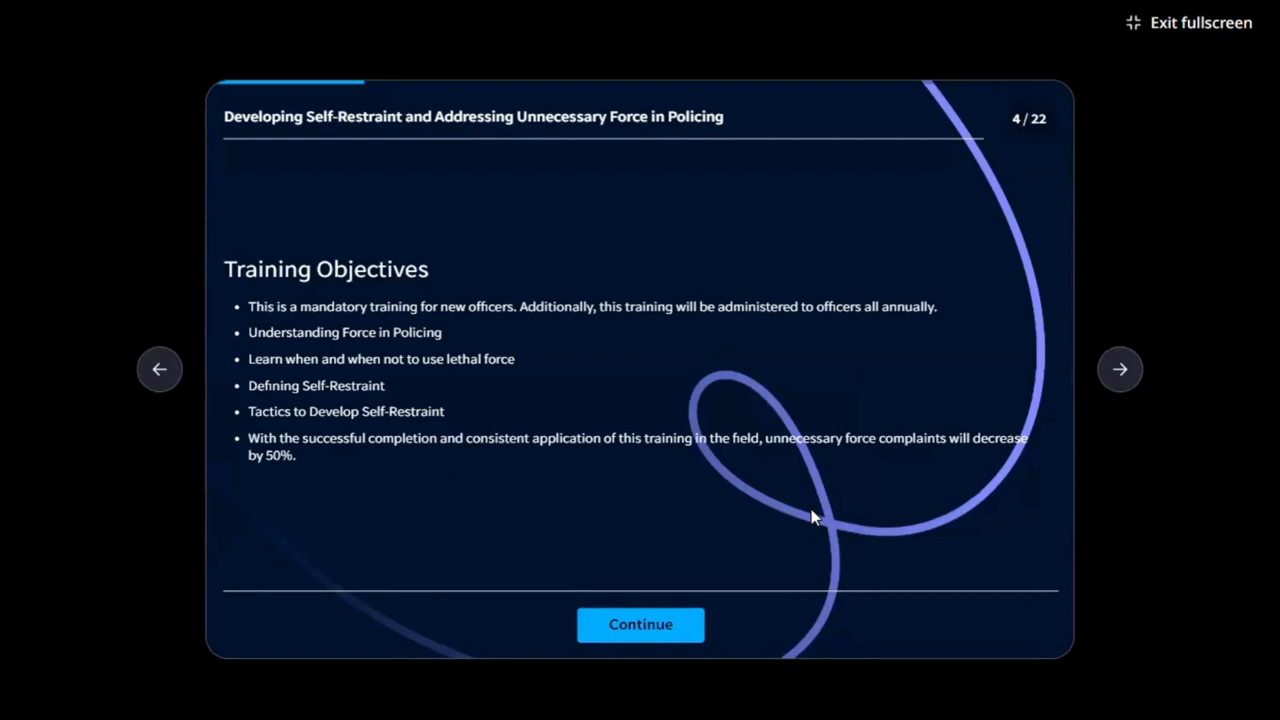 Exit fullscreen
Developing Self-Restraint and Addressing Unnecessary Force in Policing
4 / 22
Training Objectives
• This is a mandatory training for new officers. Additionally, this training will be administered to officers all annually.
• Understanding Force in Policing
• Learn when and when not to use lethal force
• Defining Self-Restraint
• Tactics to Develop Self-Restraint
• With the successful completion and consistent application of this training in the field, unnecessary force complaints will decrease
by 50%.
Continue